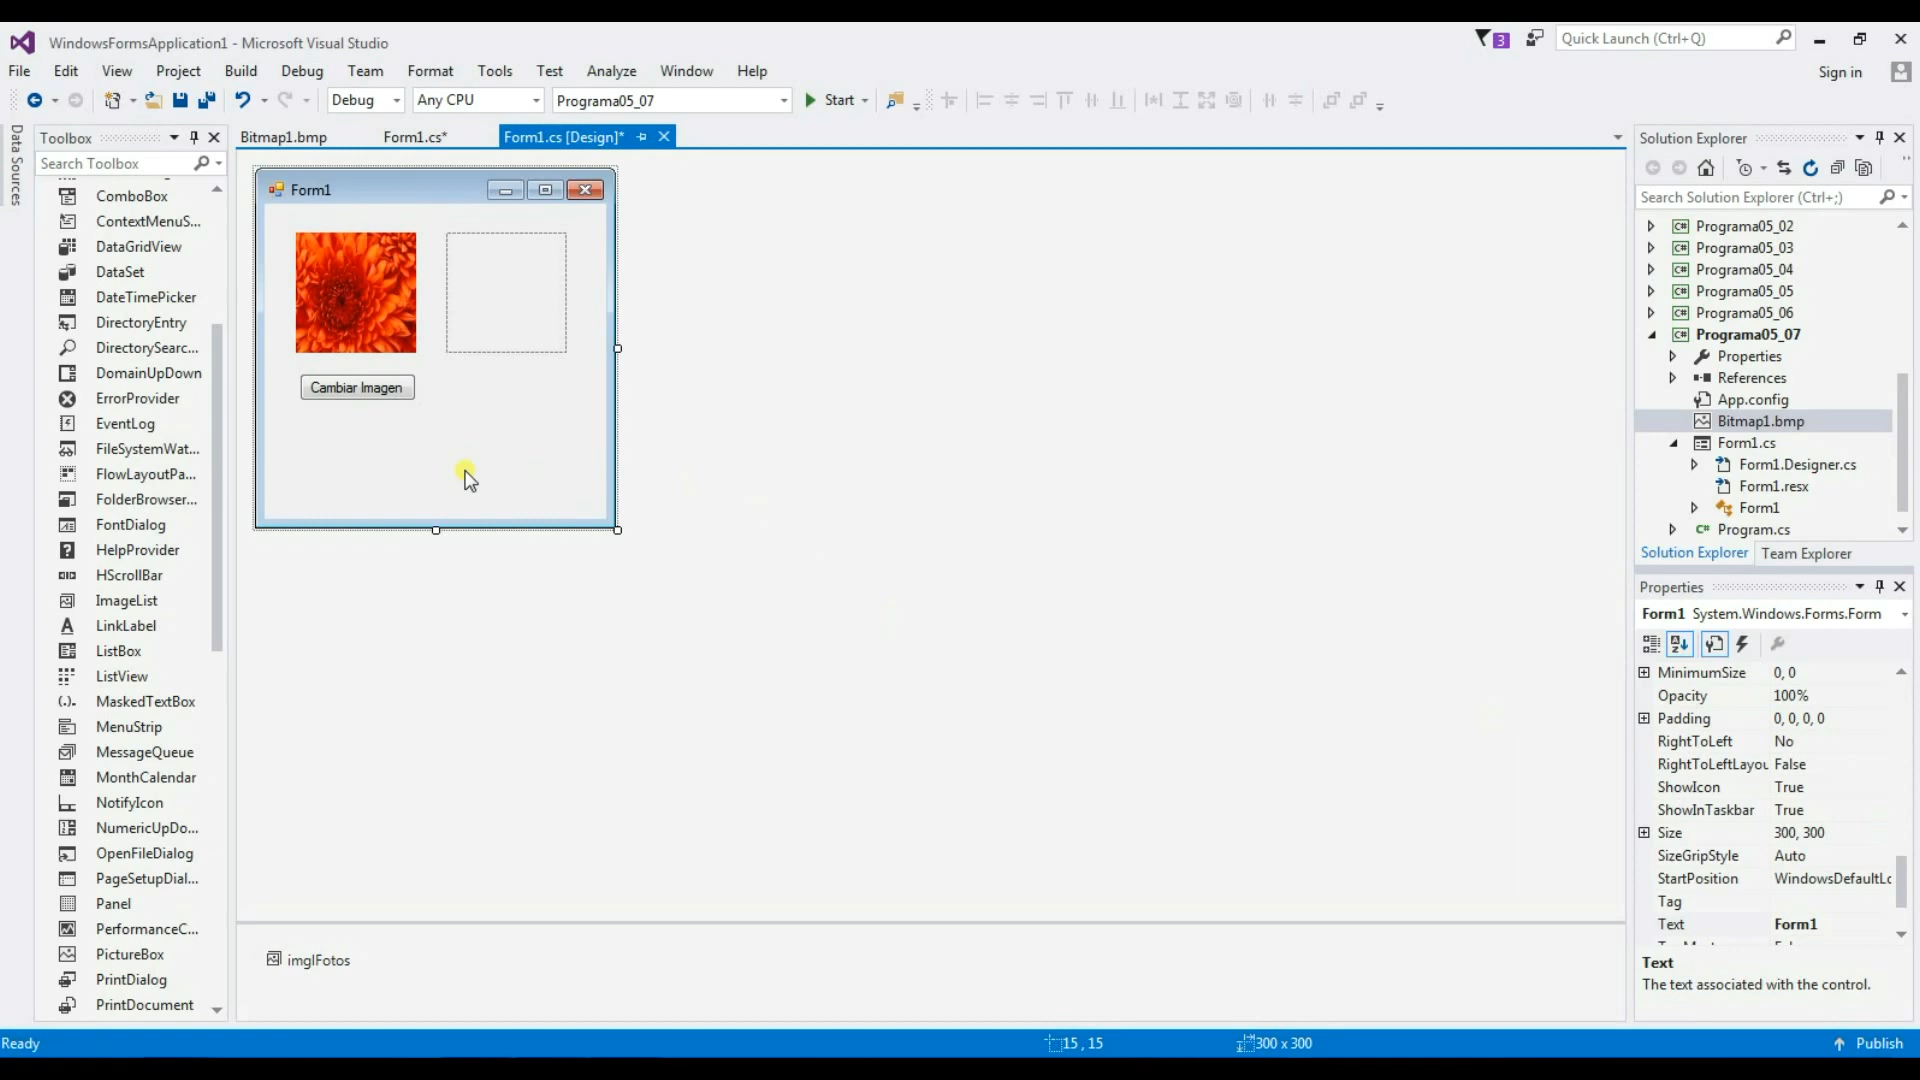 WindowsFormsApplication1 - Microsoft Visual Studio
3
Quick Launch (Ctrl+Q)
File Edit View Project Build Debug Team Format Tools Test Analyze Window Help
Sign in
Debug Any CPU Programa05_07 Start
Data Sources
Toolbox
Search Toolbox
ComboBox
ContextMenuS...
DataGridView
DataSet
DateTimePicker
DirectoryEntry
DirectorySearc...
DomainUpDown
ErrorProvider
EventLog
FileSystemWat...
FlowLayoutPa...
FolderBrowser...
FontDialog
HelpProvider
HScrollBar
ImageList
LinkLabel
ListBox
ListView
MaskedTextBox
MenuStrip
MessageQueue
MonthCalendar
NotifyIcon
NumericUpDo...
OpenFileDialog
PageSetupDial...
Panel
PerformanceC...
PictureBox
PrintDialog
PrintDocument
Bitmap1.bmp Form1.cs* Form1.cs [Design]*
Form1
Cambiar Imagen
imglFotos
Solution Explorer
Search Solution Explorer (Ctrl+;)
Programa05_02
Programa05_03
Programa05_04
Programa05_05
Programa05_06
Programa05_07
Properties
References
App.config
Bitmap1.bmp
Form1.cs
Form1.Designer.cs
Form1.resx
Form1
Program.cs
Solution Explorer Team Explorer
Properties
Form1 System.Windows.Forms.Form
MinimumSize 0, 0
Opacity 100%
Padding 0, 0, 0, 0
RightToLeft No
RightToLeftLayou False
ShowIcon True
ShowInTaskbar True
Size 300, 300
SizeGripStyle Auto
StartPosition WindowsDefaultLo
Tag
Text Form1
Text
The text associated with the control.
Ready 15 , 15 300 x 300 Publish